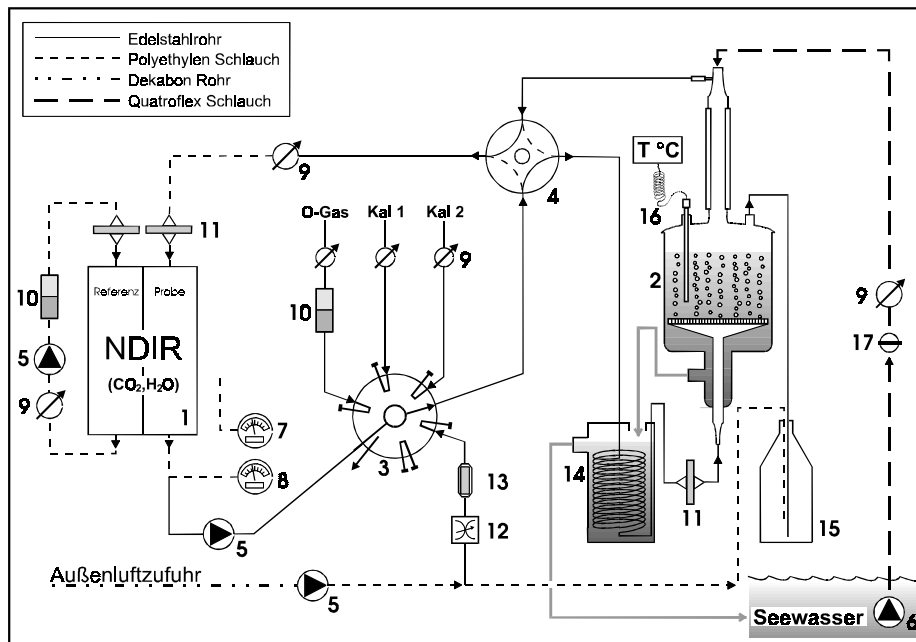 Edelstahlrohr
Polyethylen Schlauch
Dekabon Rohr
Quatroflex Schlauch
T °C
9
4
16
O-Gas Kal 1 Kal 2
11
9
2
10
10
Referenz Probe
9
5
NDIR
17
(CO₂,H₂O)
9
1
7
3
13
14
8
12
11
15
5
Außenluftzufuhr
5
Seewasser
6